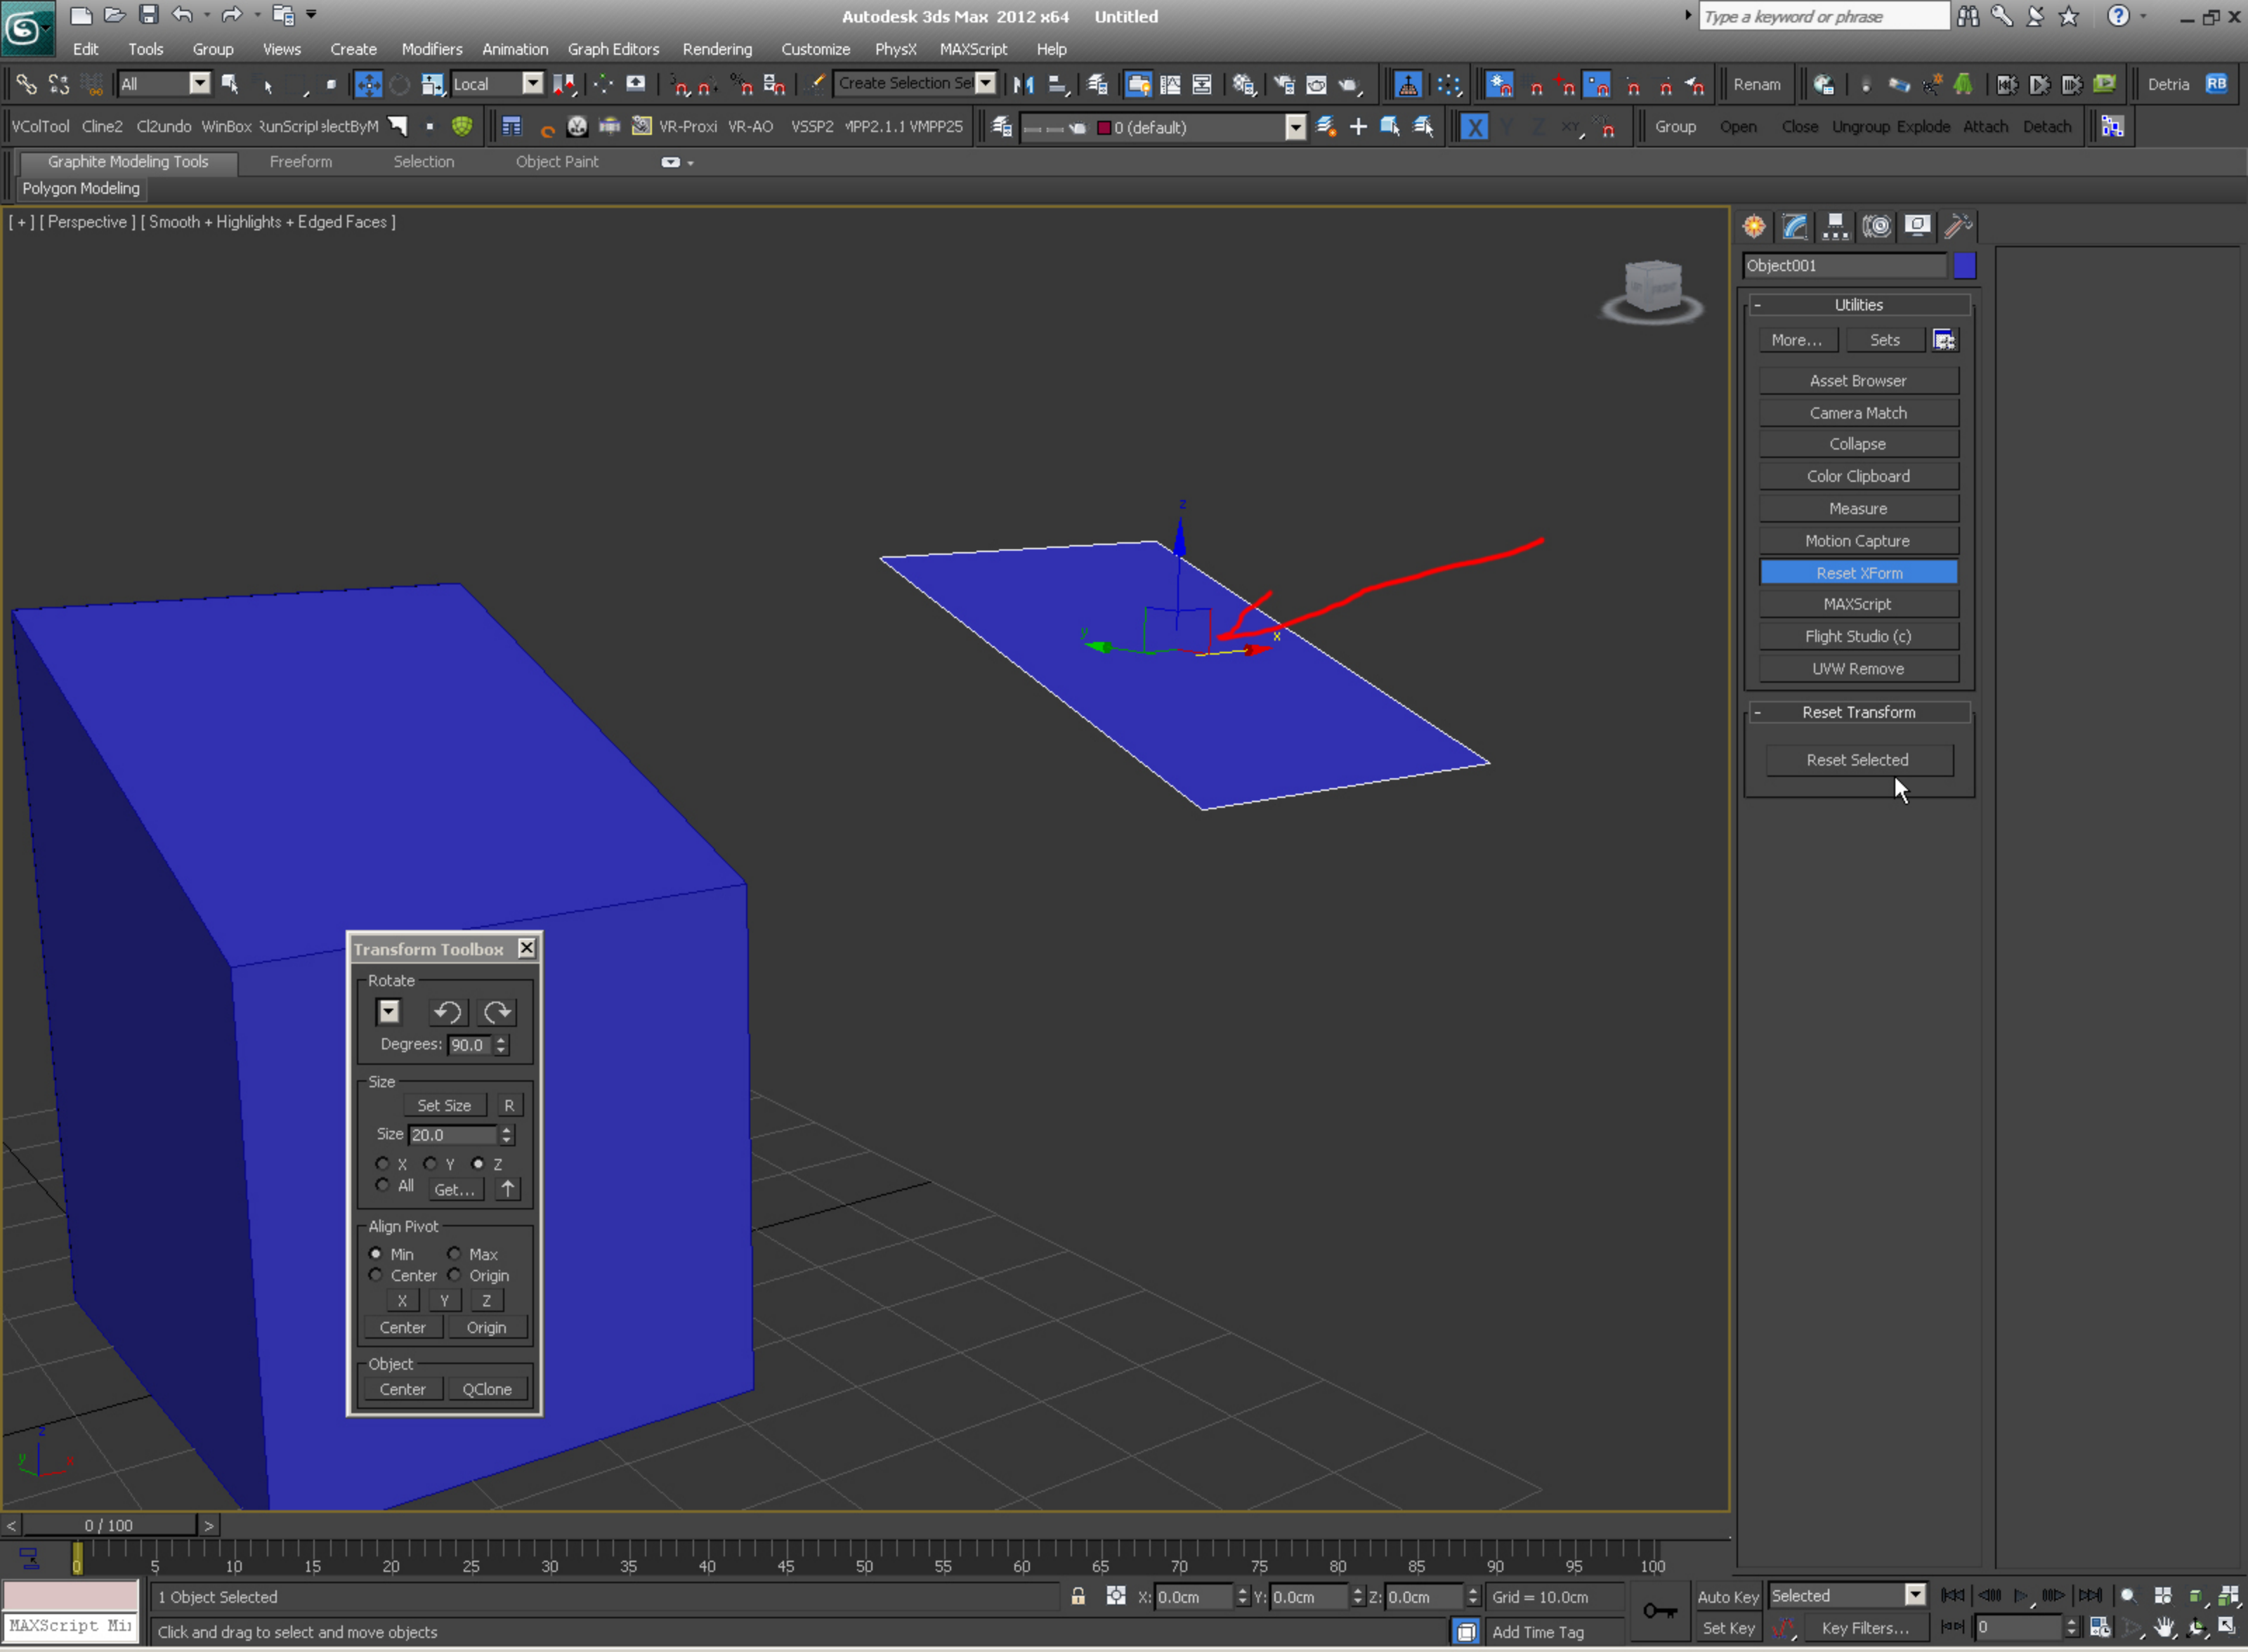 Autodesk 3ds Max 2012 x64 Untitled
Type a keyword or phrase
Edit Tools Group Views Create Modifiers Animation Graph Editors Rendering Customize PhysX MAXScript Help
All Local Create Selection Sel Renam Detria RB
VColTool Cline2 Cl2undo WinBox RunScript electByM VR-Proxi VR-AO VSSP2 VMPP25 0 (default) X Y Z XY Group Open Close Ungroup Explode Attach Detach
Graphite Modeling Tools Freeform Selection Object Paint
Polygon Modeling
[ + ] [ Perspective ] [ Smooth + Highlights + Edged Faces ]
Object001
- Utilities
More... Sets
Asset Browser
Camera Match
Collapse
Color Clipboard
Measure
Motion Capture
Reset XForm
MAXScript
Flight Studio (c)
UVW Remove
- Reset Transform
Reset Selected
z
y x
Transform Toolbox
Rotate
Degrees: 90.0
Size
Set Size R
Size 20.0
X Y Z
All Get...
Align Pivot
Min Max
Center Origin
X Y Z
Center Origin
Object
Center QClone
z
y x
< 0 / 100 >
0 5 10 15 20 25 30 35 40 45 50 55 60 65 70 75 80 85 90 95 100
1 Object Selected X: 0.0cm Y: 0.0cm Z: 0.0cm Grid = 10.0cm Auto Key Selected
MAXScript Mi Click and drag to select and move objects Add Time Tag Set Key Key Filters... 0